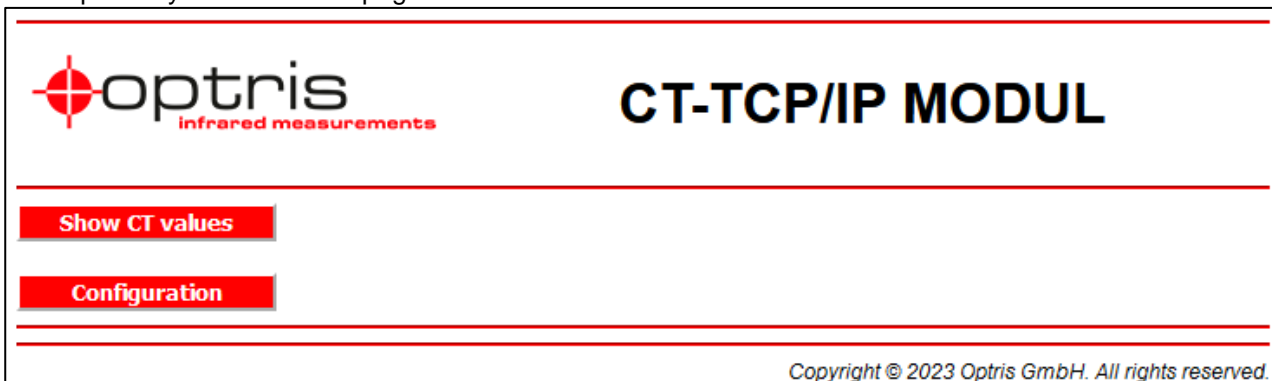 optris
infrared measurements
CT-TCP/IP MODUL
Show CT values
Configuration
Copyright © 2023 Optris GmbH. All rights reserved.